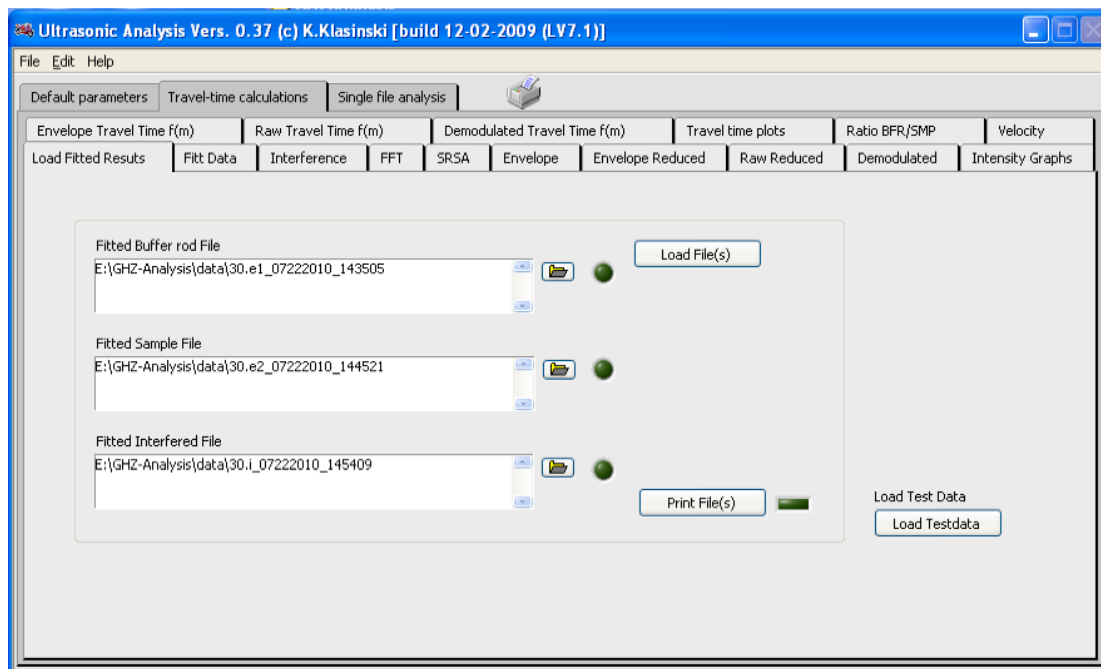 Ultrasonic Analysis Vers. 0.37 (c) K.Klasinski [build 12-02-2009 (LV7.1)]
File Edit Help
Default parameters Travel-time calculations Single file analysis
Envelope Travel Time f(m) Raw Travel Time f(m) Demodulated Travel Time f(m) Travel time plots Ratio BFR/SMP Velocity
Load Fitted Resuts Fitt Data Interference FFT SRSA Envelope Envelope Reduced Raw Reduced Demodulated Intensity Graphs
Fitted Buffer rod File
E:\GHZ-Analysis\data\30.e1_07222010_143505
Load File(s)
Fitted Sample File
E:\GHZ-Analysis\data\30.e2_07222010_144521
Fitted Interfered File
E:\GHZ-Analysis\data\30.i_07222010_145409
Print File(s)
Load Test Data
Load Testdata